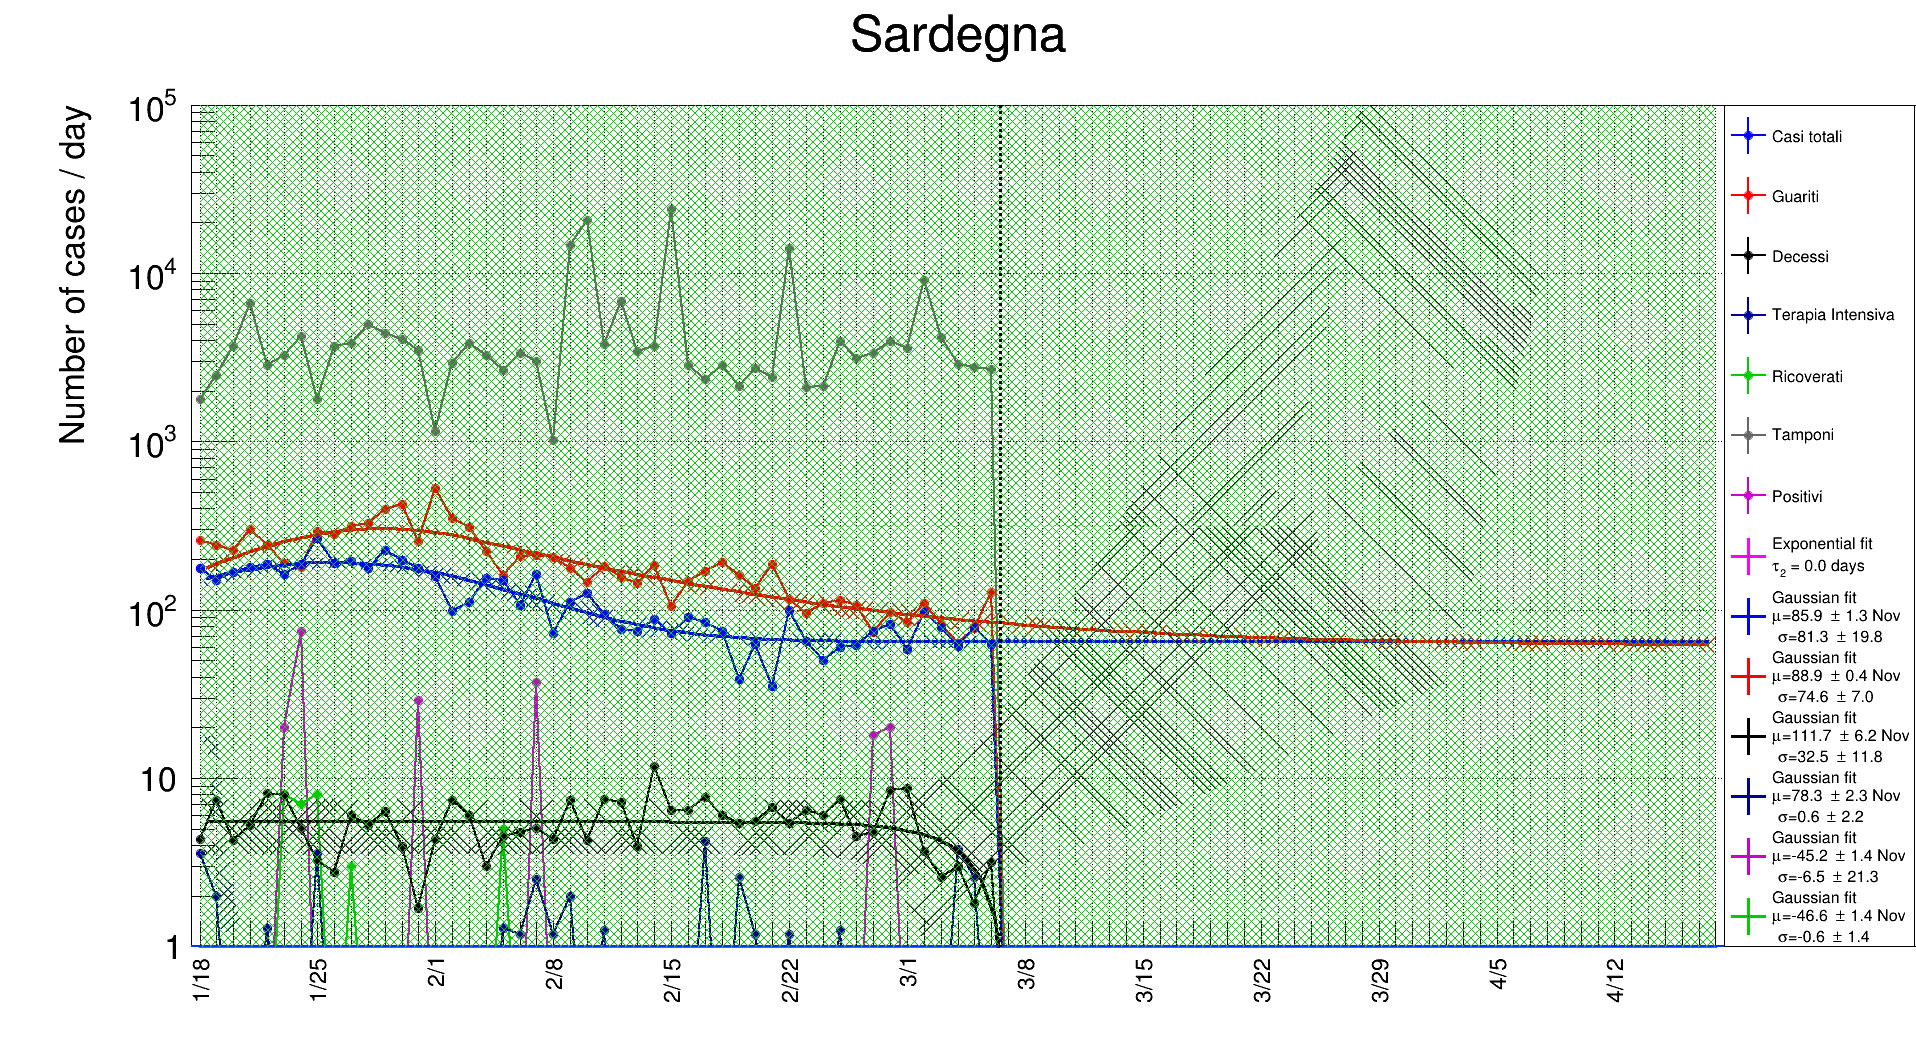 Sardegna
Number of cases / day
10^5
10^4
10^3
10^2
10
1
1/18
1/25
2/1
2/8
2/15
2/22
3/1
3/8
3/15
3/22
3/29
4/5
4/12
Casi totali
Guariti
Decessi
Terapia Intensiva
Ricoverati
Tamponi
Positivi
Exponential fit
τ₂ = 0.0 days
Gaussian fit
μ=85.9 ± 1.3 Nov
σ=81.3 ± 19.8
Gaussian fit
μ=88.9 ± 0.4 Nov
σ=74.6 ± 7.0
Gaussian fit
μ=111.7 ± 6.2 Nov
σ=32.5 ± 11.8
Gaussian fit
μ=78.3 ± 2.3 Nov
σ=0.6 ± 2.2
Gaussian fit
μ=-45.2 ± 1.4 Nov
σ=-6.5 ± 21.3
Gaussian fit
μ=-46.6 ± 1.4 Nov
σ=-0.6 ± 1.4